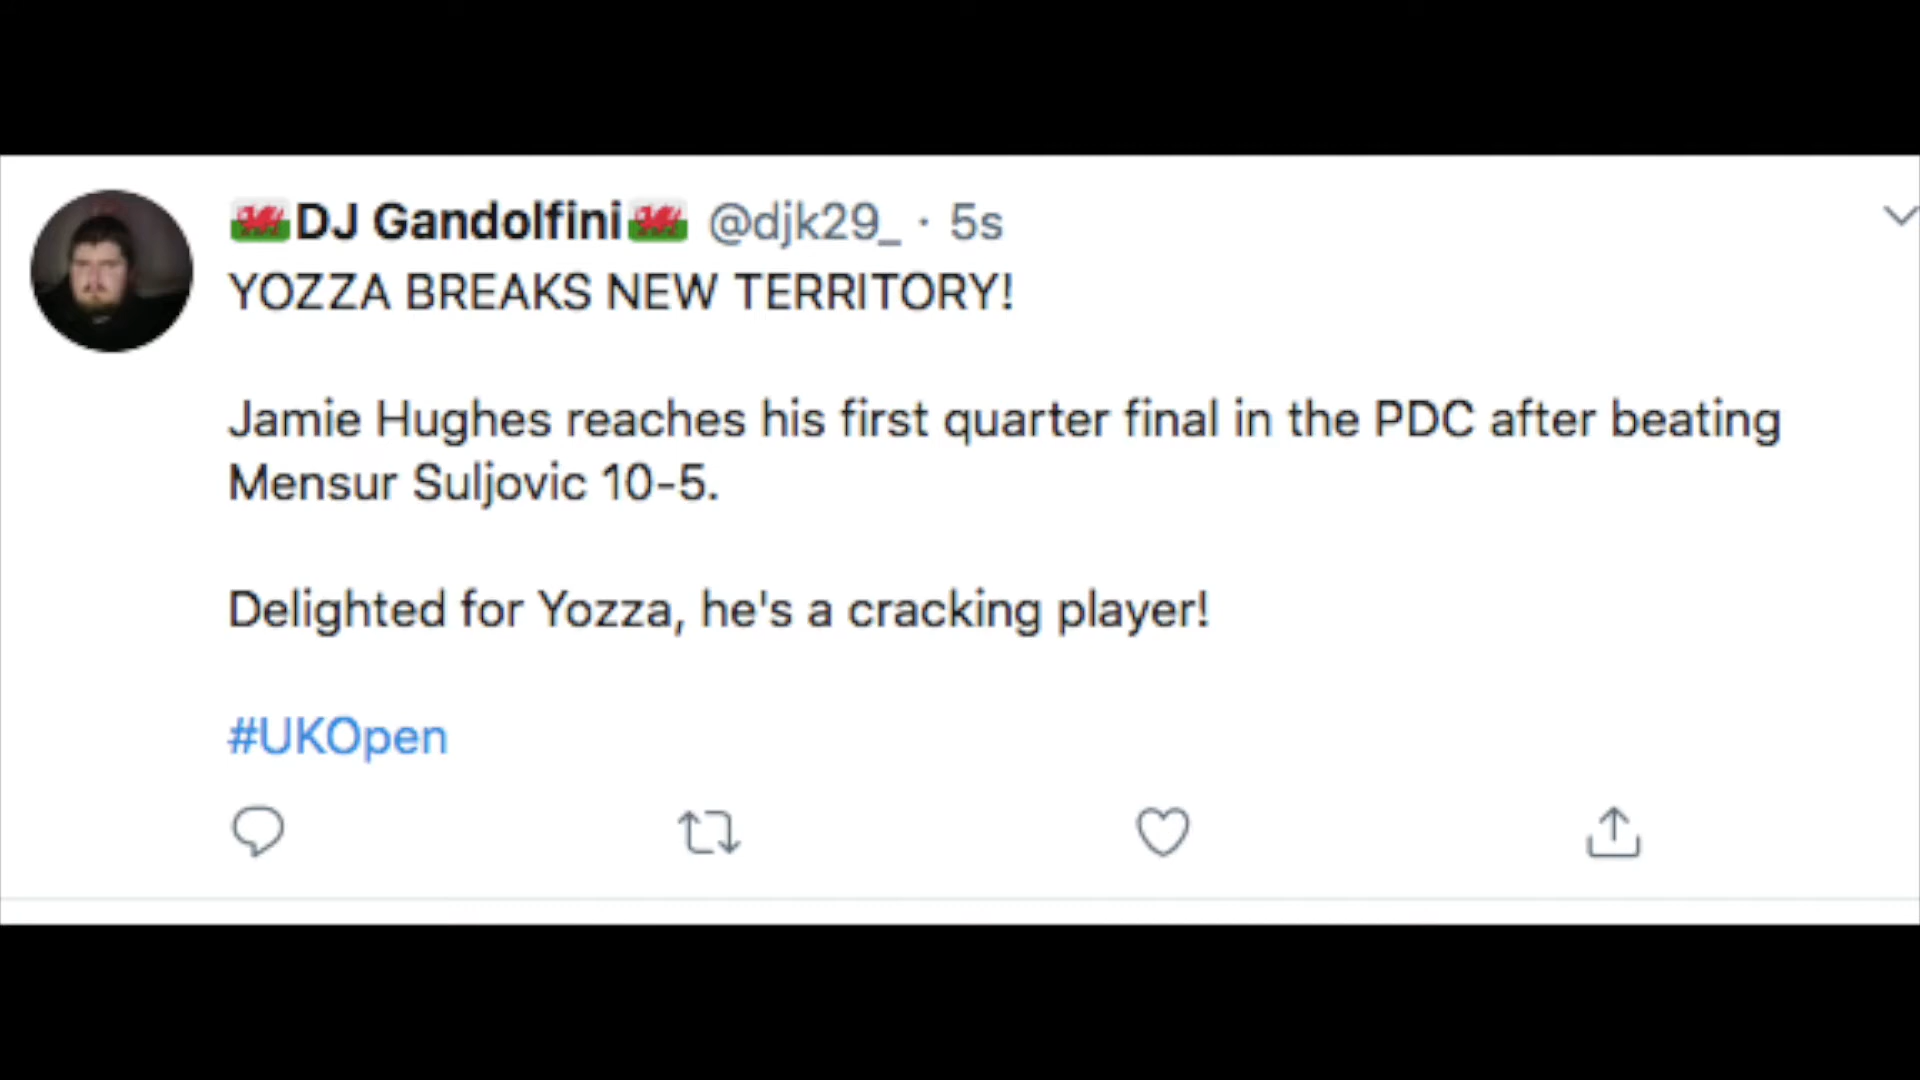 🏴󠁧󠁢󠁷󠁬󠁳󠁿DJ Gandolfini🏴󠁧󠁢󠁷󠁬󠁳󠁿 @djk29_ · 5s
YOZZA BREAKS NEW TERRITORY!
Jamie Hughes reaches his first quarter final in the PDC after beating
Mensur Suljovic 10-5.
Delighted for Yozza, he's a cracking player!
#UKOpen